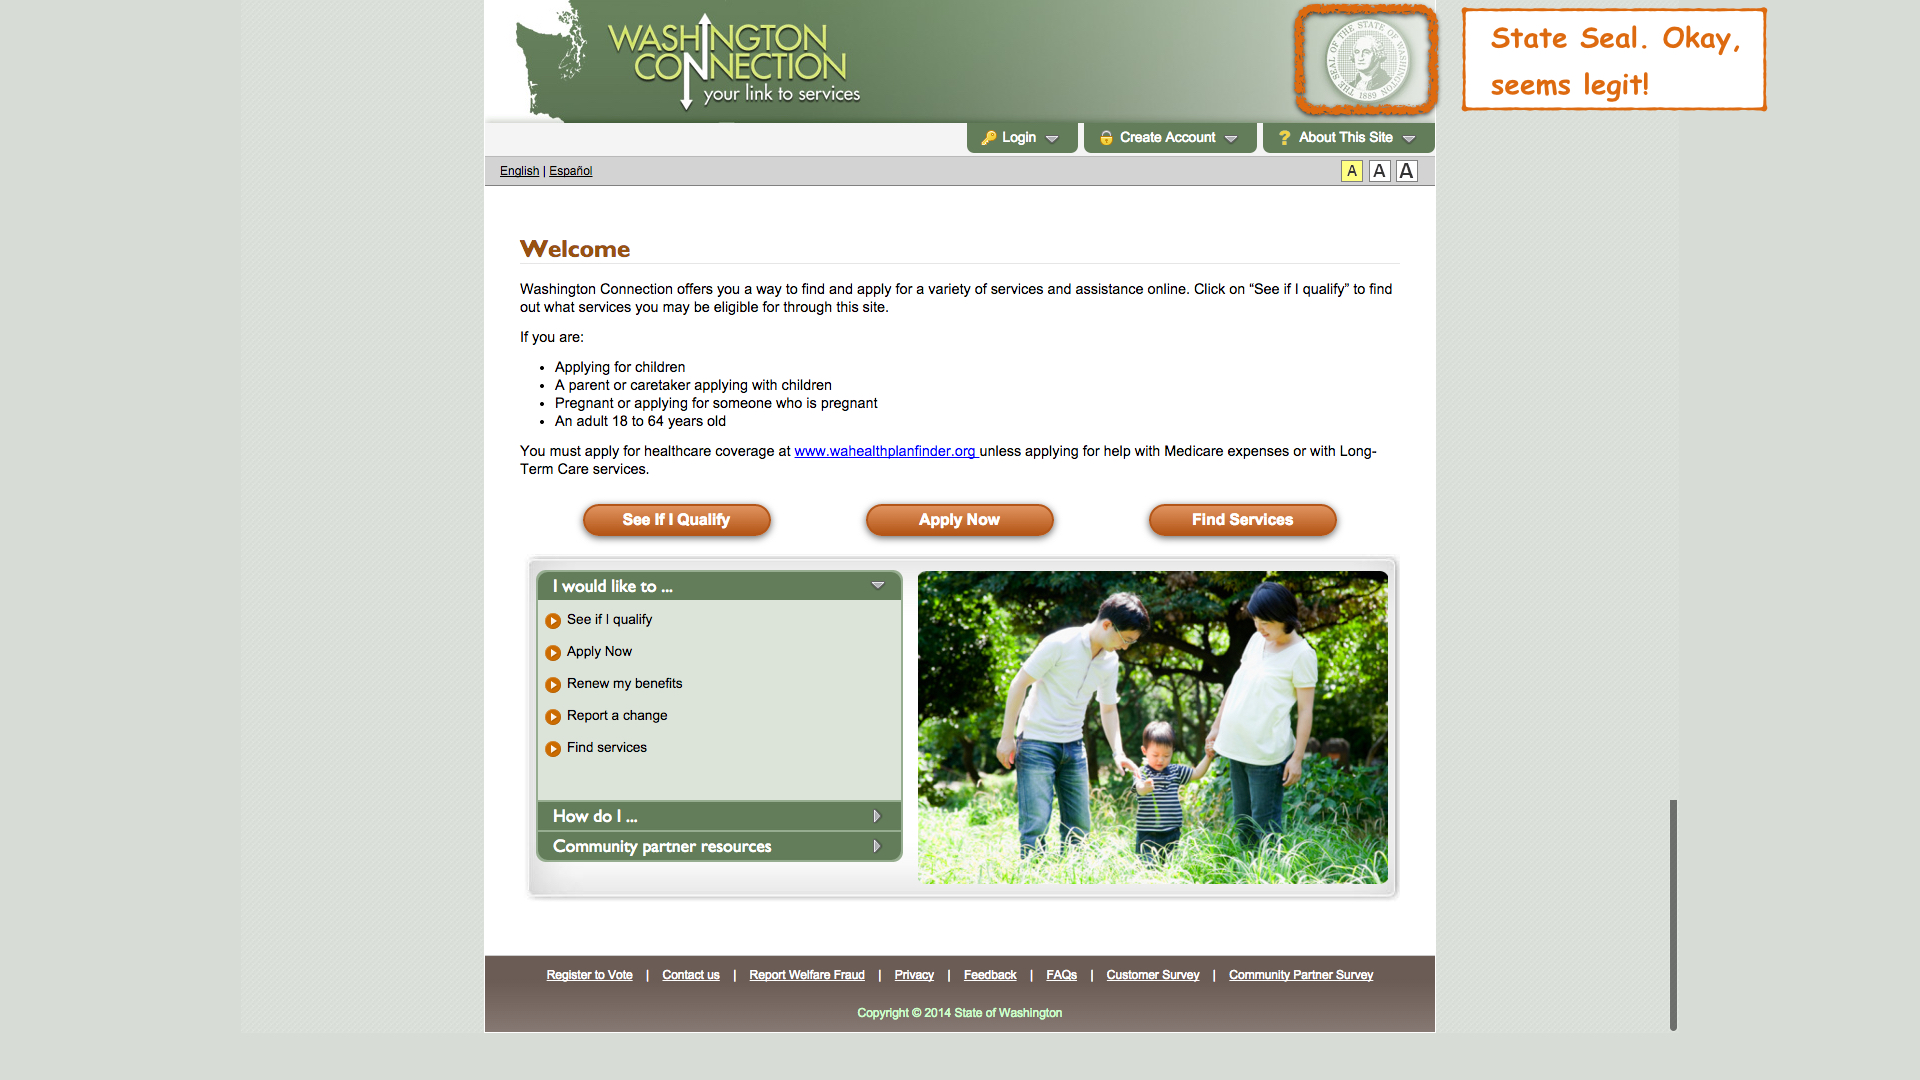 WASHINGTON
CONNECTION
your link to services
THE SEAL OF THE STATE OF WASHINGTON
1889
State Seal. Okay,
seems legit!
Login
Create Account
? About This Site
English | Español
A A A
Welcome
Washington Connection offers you a way to find and apply for a variety of services and assistance online. Click on “See if I qualify” to find
out what services you may be eligible for through this site.
If you are:
• Applying for children
• A parent or caretaker applying with children
• Pregnant or applying for someone who is pregnant
• An adult 18 to 64 years old
You must apply for healthcare coverage at www.wahealthplanfinder.org unless applying for help with Medicare expenses or with Long-
Term Care services.
See If I Qualify
Apply Now
Find Services
I would like to ...
See if I qualify
Apply Now
Renew my benefits
Report a change
Find services
How do I ...
Community partner resources
Register to Vote | Contact us | Report Welfare Fraud | Privacy | Feedback | FAQs | Customer Survey | Community Partner Survey
Copyright © 2014 State of Washington